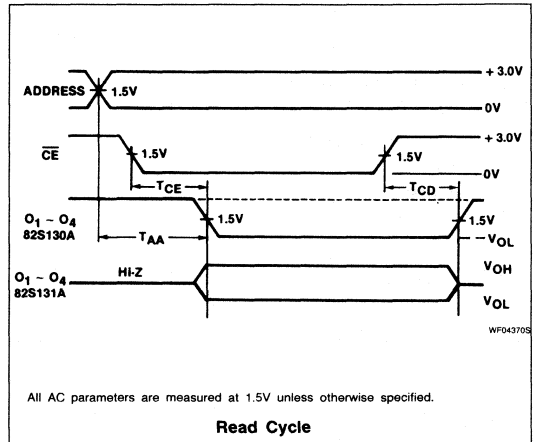 + 3.0V
ADDRESS
1.5V
0V
+ 3.0V
CE
1.5V
1.5V
0V
TCE
TCD
O1 ~ O4
82S130A
1.5V
1.5V
TAA
VOL
O1 ~ O4
82S131A
HI-Z
VOH
VOL
WF04370S
All AC parameters are measured at 1.5V unless otherwise specified.
Read Cycle